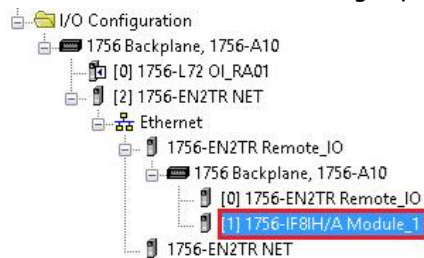 I/O Configuration
1756 Backplane, 1756-A10
[0] 1756-L72 OI_RA01
[2] 1756-EN2TR NET
Ethernet
1756-EN2TR Remote_IO
1756 Backplane, 1756-A10
[0] 1756-EN2TR Remote_IO
[1] 1756-IF8IH/A Module_1
1756-EN2TR NET